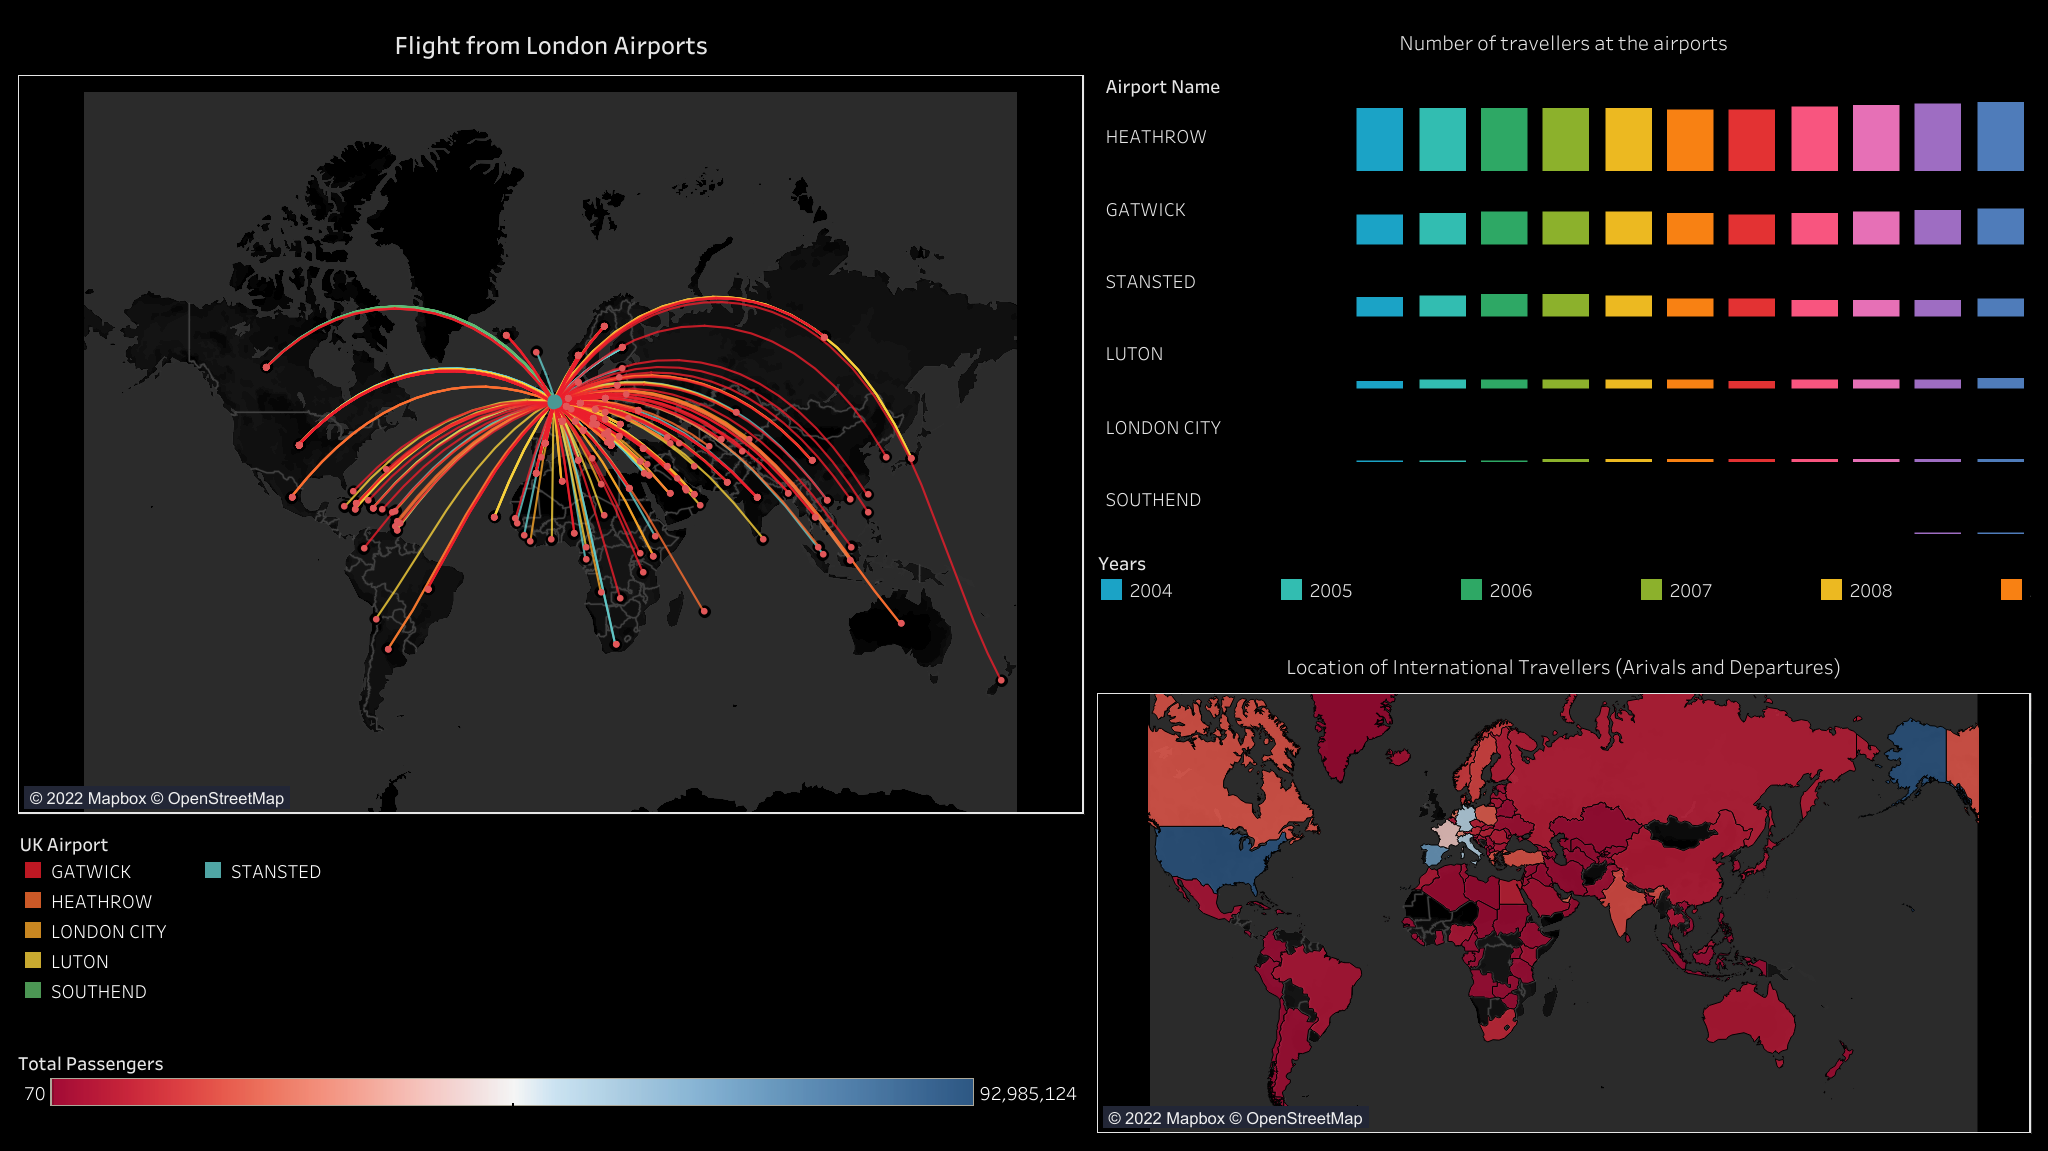 Flight from London Airports
© 2022 Mapbox © OpenStreetMap
UK Airport
GATWICK
HEATHROW
LONDON CITY
LUTON
SOUTHEND
STANSTED
Total Passengers
70
92,985,124
Number of travellers at the airports
Airport Name
HEATHROW
GATWICK
STANSTED
LUTON
LONDON CITY
SOUTHEND
Years
2004
2005
2006
2007
2008
Location of International Travellers (Arivals and Departures)
© 2022 Mapbox © OpenStreetMap